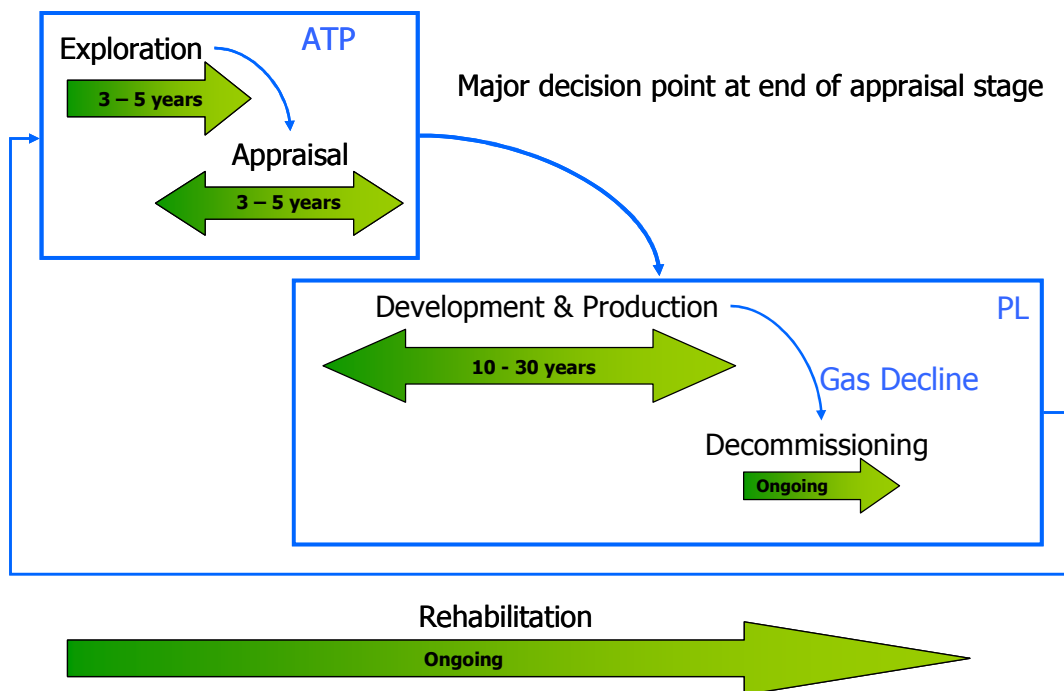 ATP
Exploration
3 – 5 years
Major decision point at end of appraisal stage
Appraisal
3 – 5 years
Development & Production
PL
10 - 30 years
Gas Decline
Decommissioning
Ongoing
Rehabilitation
Ongoing